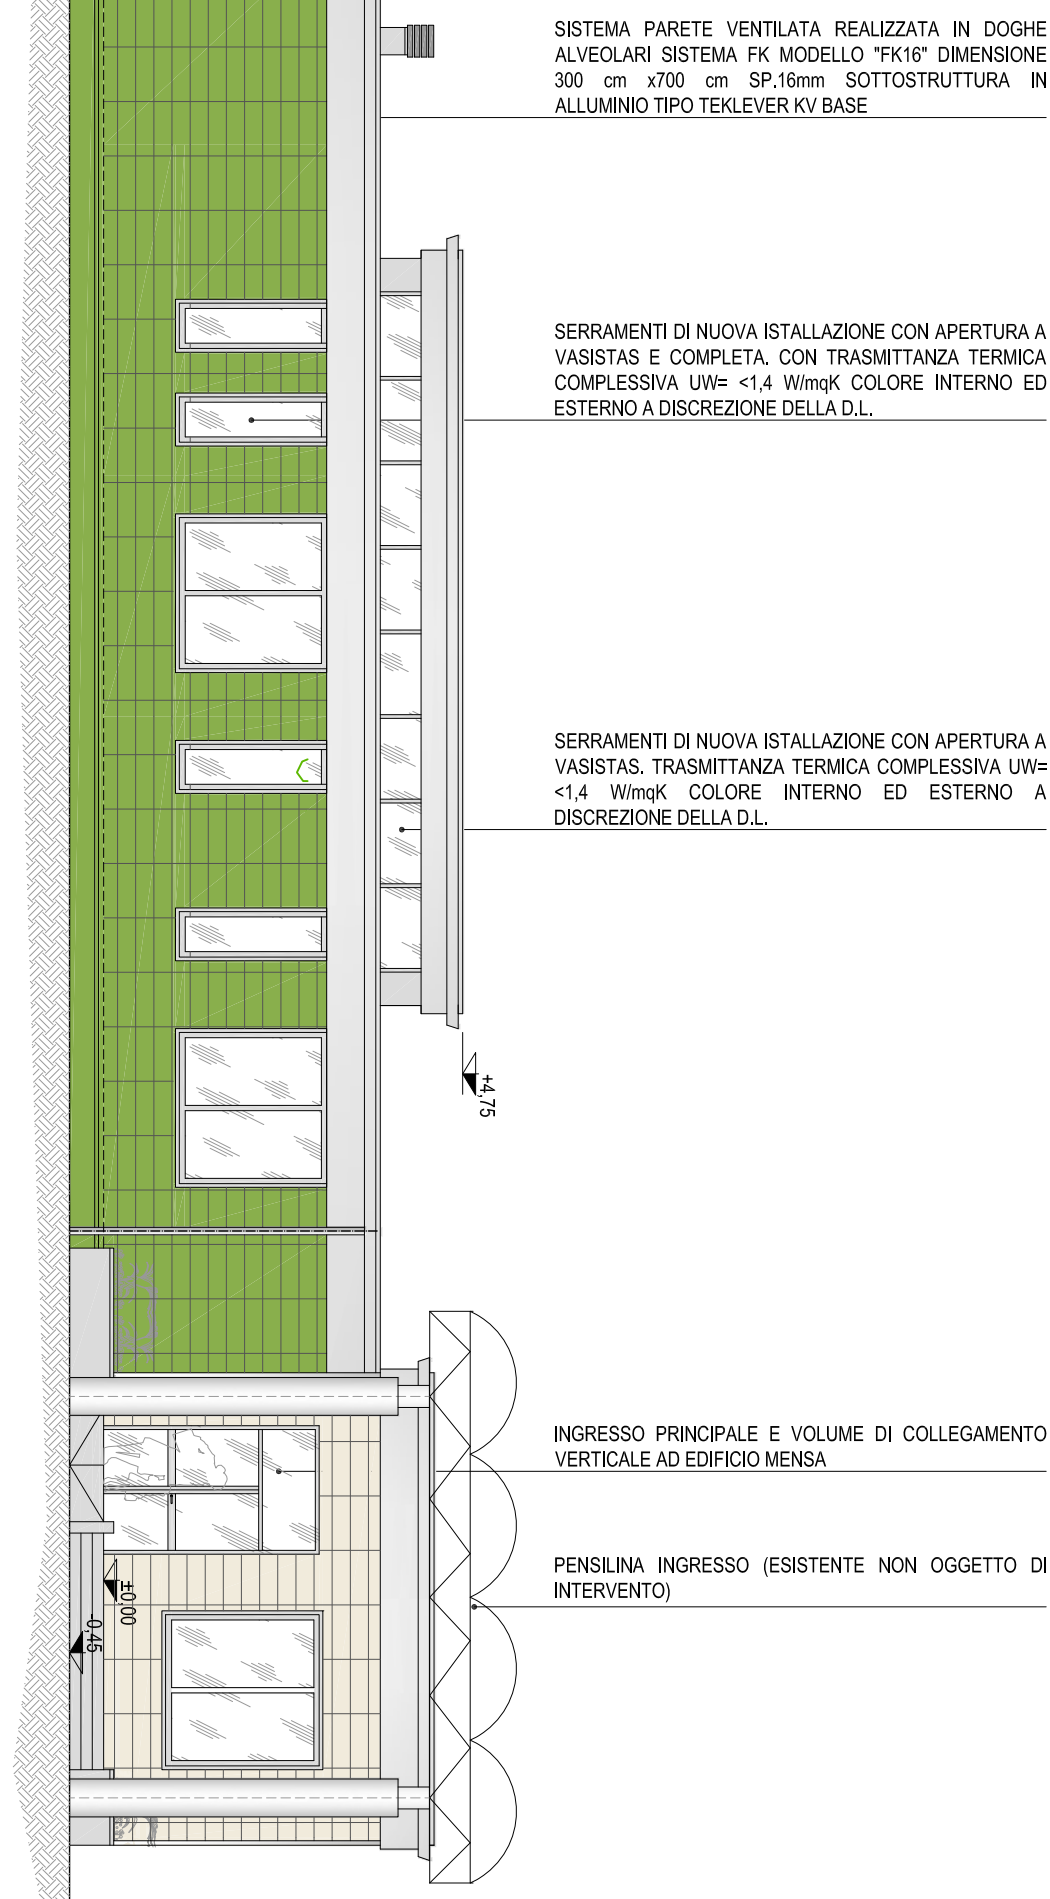 SISTEMA PARETE VENTILATA REALIZZATA IN DOGHE
ALVEOLARI SISTEMA FK MODELLO "FK16" DIMENSIONE
300 cm x700 cm SP.16mm SOTTOSTRUTTURA IN
ALLUMINIO TIPO TEKLEVER KV BASE
SERRAMENTI DI NUOVA ISTALLAZIONE CON APERTURA A
VASISTAS E COMPLETA. CON TRASMITTANZA TERMICA
COMPLESSIVA UW= <1,4 W/mqK COLORE INTERNO ED
ESTERNO A DISCREZIONE DELLA D.L.
SERRAMENTI DI NUOVA ISTALLAZIONE CON APERTURA A
VASISTAS. TRASMITTANZA TERMICA COMPLESSIVA UW=
<1,4 W/mqK COLORE INTERNO ED ESTERNO A
DISCREZIONE DELLA D.L.
+4,75
INGRESSO PRINCIPALE E VOLUME DI COLLEGAMENTO
VERTICALE AD EDIFICIO MENSA
PENSILINA INGRESSO (ESISTENTE NON OGGETTO DI
INTERVENTO)
±0,00
-0,45